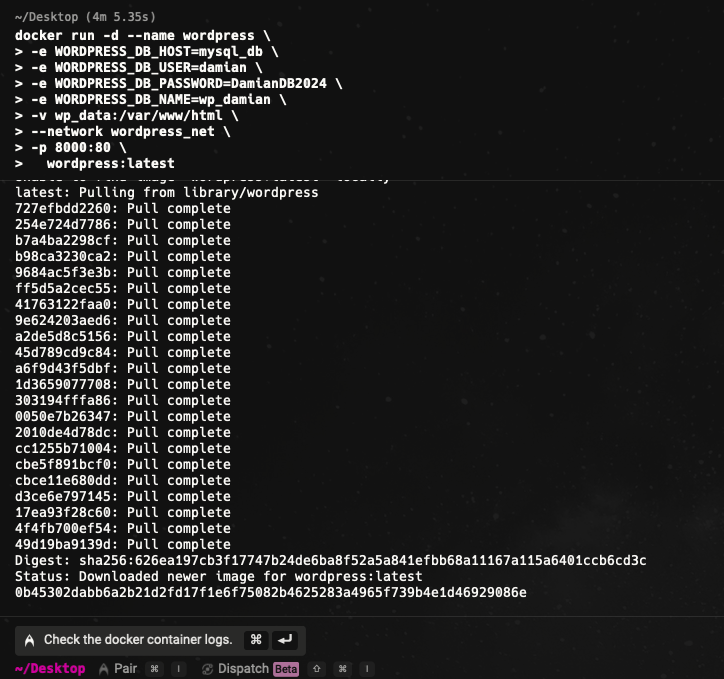 ~/Desktop (4m 5.35s)
docker run -d --name wordpress \
> -e WORDPRESS_DB_HOST=mysql_db \
> -e WORDPRESS_DB_USER=damian \
> -e WORDPRESS_DB_PASSWORD=DamianDB2024 \
> -e WORDPRESS_DB_NAME=wp_damian \
> -v wp_data:/var/www/html \
> --network wordpress_net \
> -p 8000:80 \
>   wordpress:latest
latest: Pulling from library/wordpress
727efbdd2260: Pull complete
254e724d7786: Pull complete
b7a4ba2298cf: Pull complete
b98ca3230ca2: Pull complete
9684ac5f3e3b: Pull complete
ff5d5a2cec55: Pull complete
41763122faa0: Pull complete
9e624203aed6: Pull complete
a2de5d8c5156: Pull complete
45d789cd9c84: Pull complete
a6f9d43f5dbf: Pull complete
1d3659077708: Pull complete
303194fffa86: Pull complete
0050e7b26347: Pull complete
2010de4d78dc: Pull complete
cc1255b71004: Pull complete
cbe5f891bcf0: Pull complete
cbce11e680dd: Pull complete
d3ce6e797145: Pull complete
17ea93f28c60: Pull complete
4f4fb700ef54: Pull complete
49d19ba9139d: Pull complete
Digest: sha256:626ea197cb3f17747b24de6ba8f52a5a841efbb68a11167a115a6401ccb6cd3c
Status: Downloaded newer image for wordpress:latest
0b45302dabb6a2b21d2fd17f1e6f75082b4625283a4965f739b4e1d46929086e
Check the docker container logs. ⌘ ↵
~/Desktop Pair ⌘ I Dispatch Beta ⇧ ⌘ I